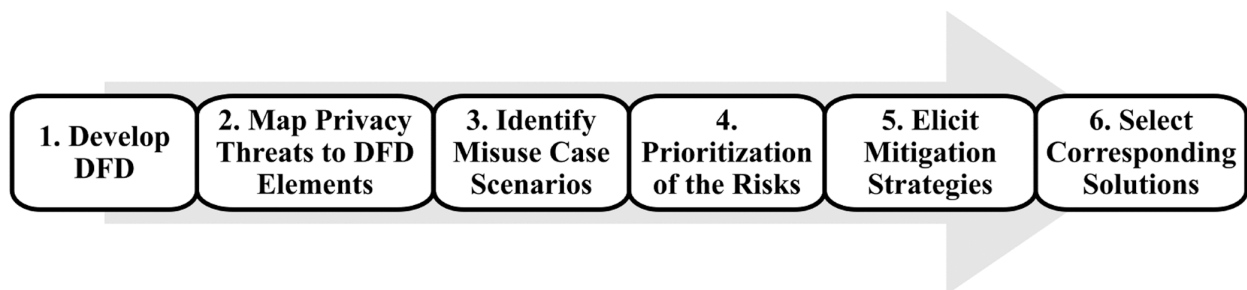 1. Develop
DFD
2. Map Privacy
Threats to DFD
Elements
3. Identify
Misuse Case
Scenarios
4.
Prioritization
of the Risks
5. Elicit
Mitigation
Strategies
6. Select
Corresponding
Solutions